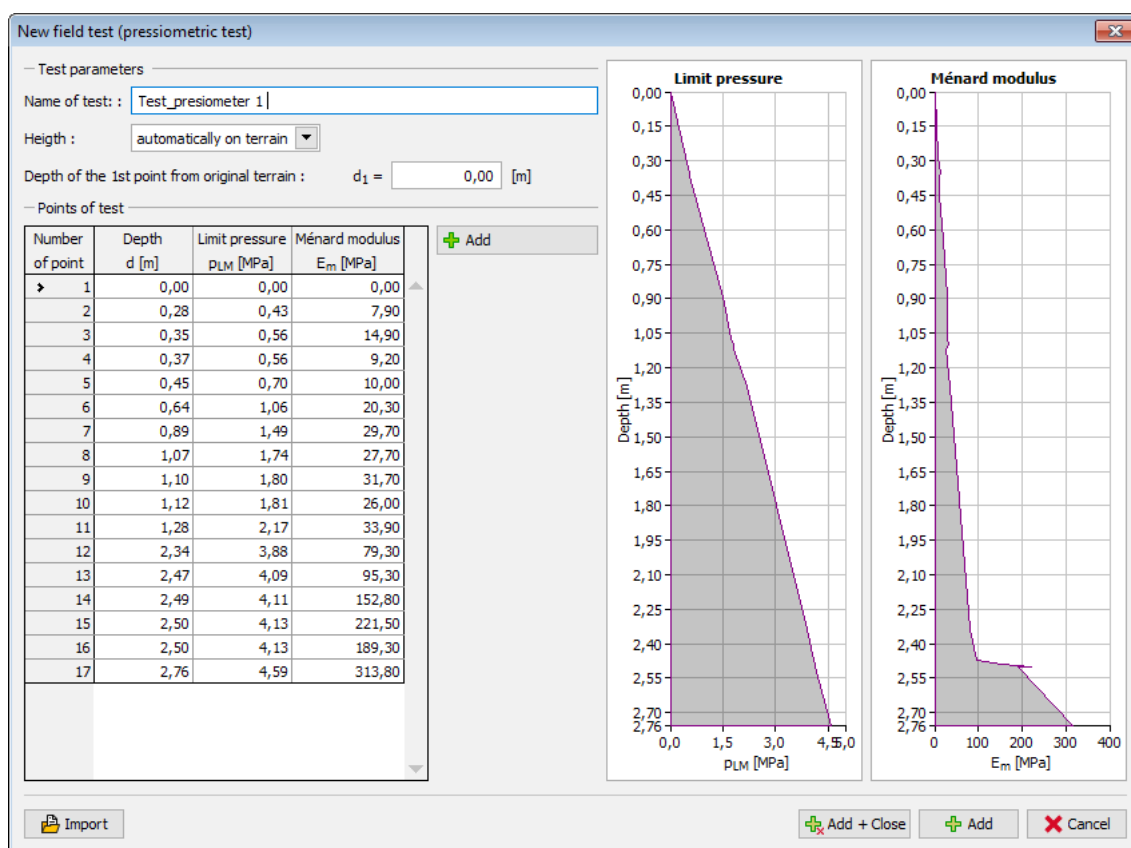 New field test (pressiometric test)
Test parameters
Name of test: : Test_presiometer 1
Heigth : automatically on terrain
Depth of the 1st point from original terrain : d1 = 0,00 [m]
Points of test
Number of point Depth d [m] Limit pressure pLM [MPa] Ménard modulus Em [MPa]
1 0,00 0,00 0,00
2 0,28 0,43 7,90
3 0,35 0,56 14,90
4 0,37 0,56 9,20
5 0,45 0,70 10,00
6 0,64 1,06 20,30
7 0,89 1,49 29,70
8 1,07 1,74 27,70
9 1,10 1,80 31,70
10 1,12 1,81 26,00
11 1,28 2,17 33,90
12 2,34 3,88 79,30
13 2,47 4,09 95,30
14 2,49 4,11 152,80
15 2,50 4,13 221,50
16 2,50 4,13 189,30
17 2,76 4,59 313,80
Add
Limit pressure
0,00
0,15
0,30
0,45
0,60
0,75
0,90
1,05
1,20
1,35
1,50
1,65
1,80
1,95
2,10
2,25
2,40
2,55
2,70
2,76
Depth [m]
0,0 1,5 3,0 4,5 5,0
pLM [MPa]
Ménard modulus
0,00
0,15
0,30
0,45
0,60
0,75
0,90
1,05
1,20
1,35
1,50
1,65
1,80
1,95
2,10
2,25
2,40
2,55
2,70
2,76
Depth [m]
0 100 200 300 400
Em [MPa]
Import
Add + Close
Add
Cancel